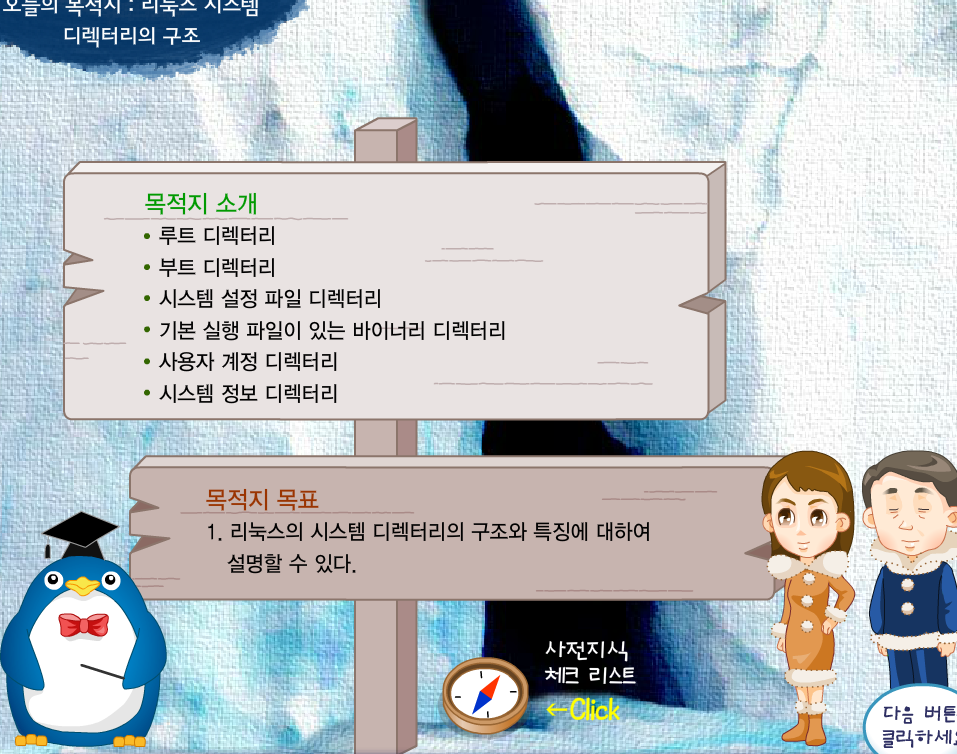 오늘의 목적지 : 리눅스 시스템
디렉터리의 구조
목적지 소개
• 루트 디렉터리
• 부트 디렉터리
• 시스템 설정 파일 디렉터리
• 기본 실행 파일이 있는 바이너리 디렉터리
• 사용자 계정 디렉터리
• 시스템 정보 디렉터리
목적지 목표
1. 리눅스의 시스템 디렉터리의 구조와 특징에 대하여
설명할 수 있다.
사전지식
체크 리스트
←Click
다음 버튼
클릭하세요